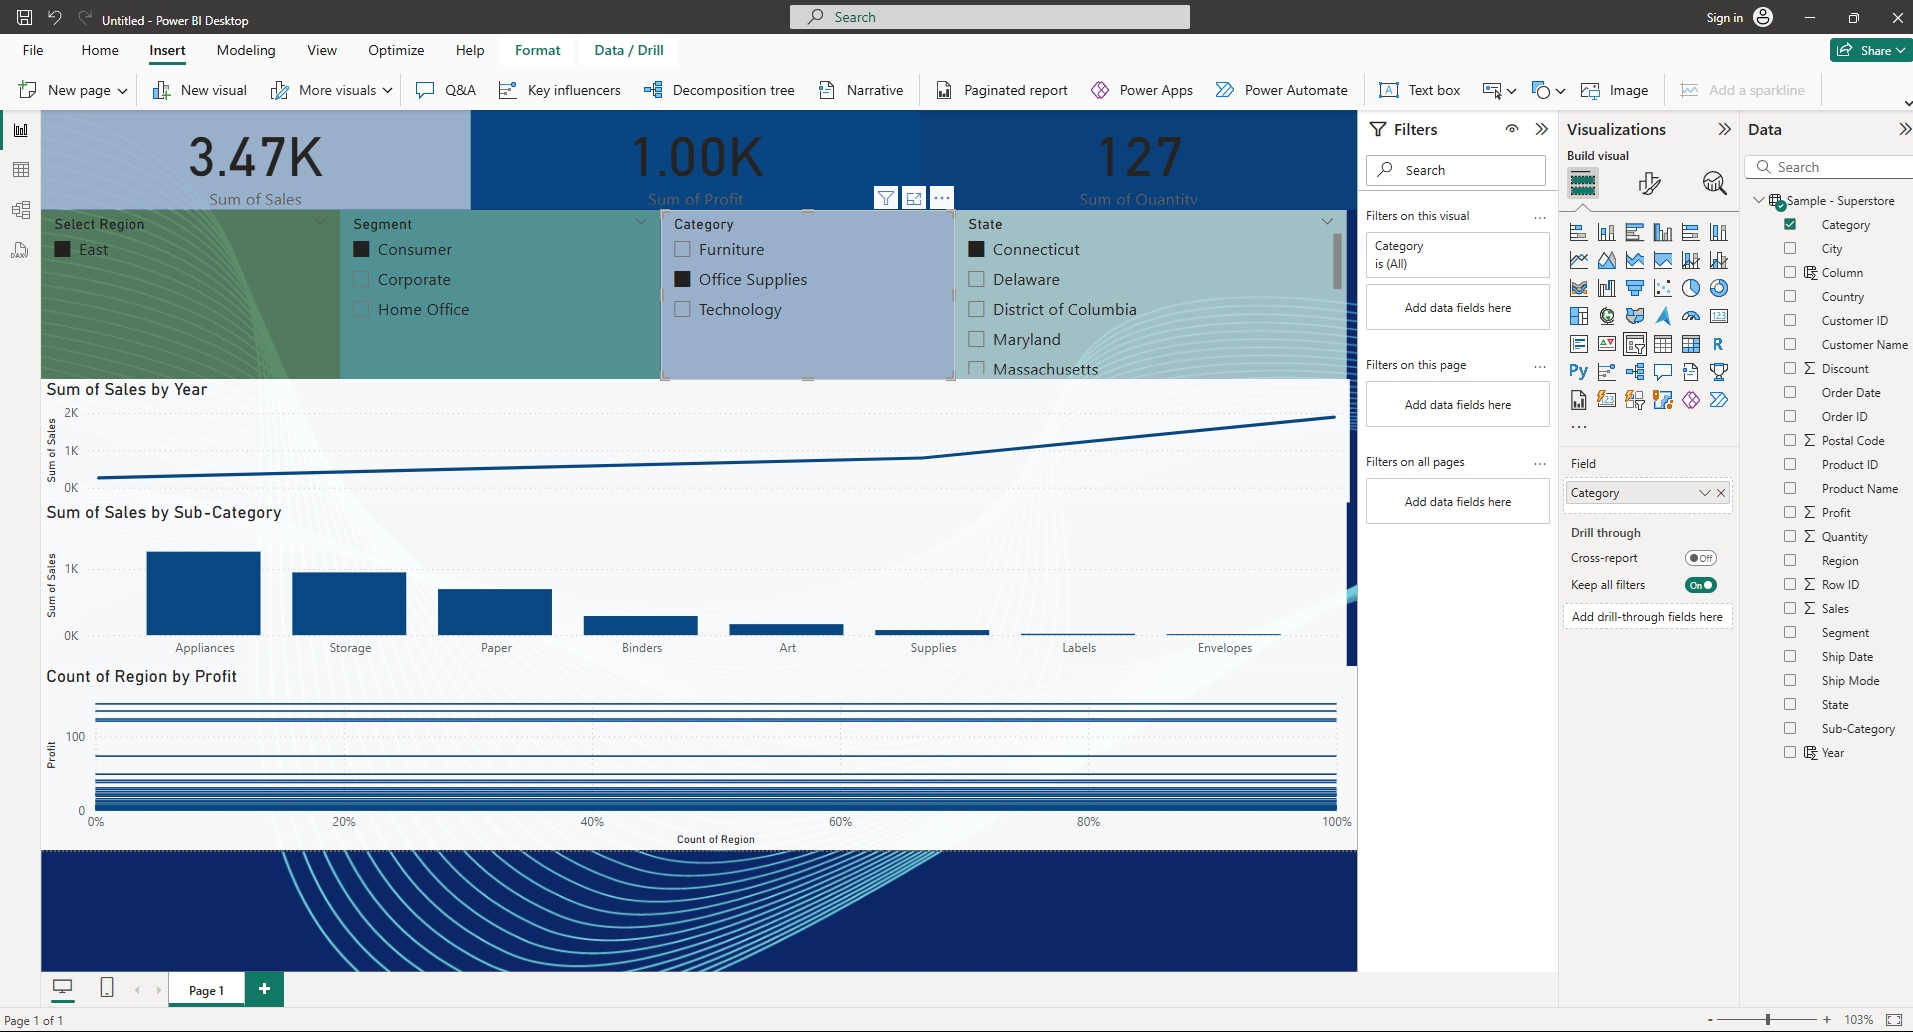 Untitled - Power BI Desktop
Search
Sign in
File Home Insert Modeling View Optimize Help Format Data / Drill
Share
New page New visual More visuals Q&A Key influencers Decomposition tree Narrative Paginated report Power Apps Power Automate Text box Image Add a sparkline
3.47K
Sum of Sales
1.00K
Sum of Profit
127
Sum of Quantity
Select Region
East
Segment
Consumer
Corporate
Home Office
Category
Furniture
Office Supplies
Technology
State
Connecticut
Delaware
District of Columbia
Maryland
Massachusetts
Sum of Sales by Year
Sum of Sales
2K
1K
0K
Sum of Sales by Sub-Category
Sum of Sales
1K
0K
Appliances Storage Paper Binders Art Supplies Labels Envelopes
Count of Region by Profit
Profit
100
0
0% 20% 40% 60% 80% 100%
Count of Region
Filters
Search
Filters on this visual
Category
is (All)
Add data fields here
Filters on this page
Add data fields here
Filters on all pages
Add data fields here
Visualizations
Build visual
123
R
Py
123
Field
Category
Drill through
Cross-report Off
Keep all filters On
Add drill-through fields here
Data
Search
Sample - Superstore
Category
City
Column
Country
Customer ID
Customer Name
Discount
Order Date
Order ID
Postal Code
Product ID
Product Name
Profit
Quantity
Region
Row ID
Sales
Segment
Ship Date
Ship Mode
State
Sub-Category
Year
DAX
Page 1
Page 1 of 1
- + 103%